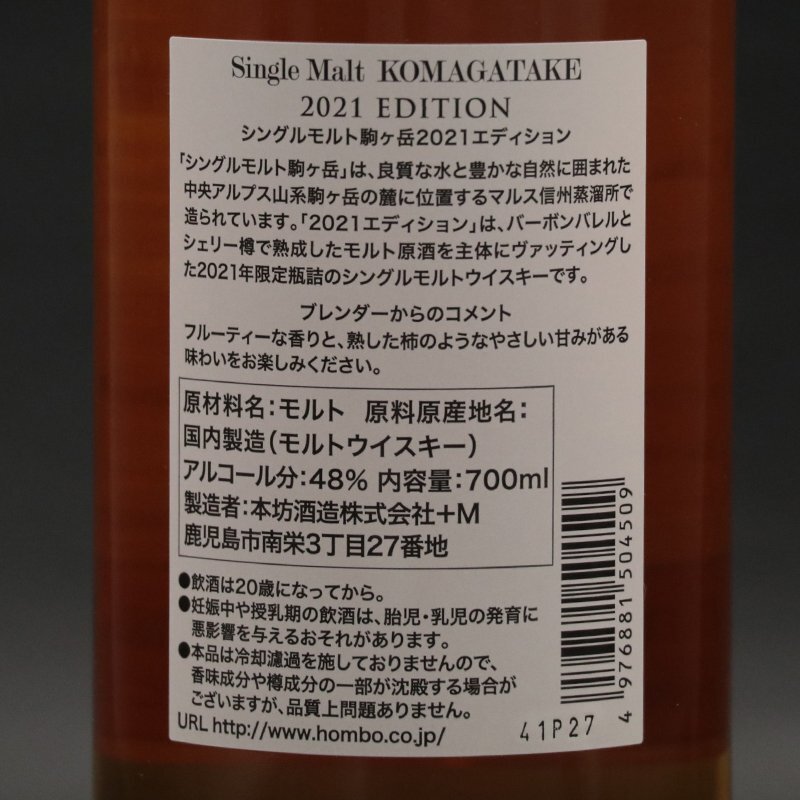 Single Malt KOMAGATAKE
2021 EDITION
シングルモルト駒ヶ岳2021エディション
「シングルモルト駒ヶ岳」は、良質な水と豊かな自然に囲まれた
中央アルプス山系駒ヶ岳の麓に位置するマルス信州蒸溜所で
造られています。「2021エディション」は、バーボンバレルと
シェリー樽で熟成したモルト原酒を主体にヴァッティングし
た2021年限定瓶詰のシングルモルトウイスキーです。
ブレンダーからのコメント
フルーティーな香りと、熟した柿のようなやさしい甘みがある
味わいをお楽しみください。
原材料名：モルト 原料原産地名：
国内製造（モルトウイスキー）
アルコール分：48% 内容量：700ml
製造者：本坊酒造株式会社+M
鹿児島市南栄3丁目27番地
●飲酒は20歳になってから。
●妊娠中や授乳期の飲酒は、胎児・乳児の発育に
悪影響を与えるおそれがあります。
●本品は冷却濾過を施しておりませんので、
香味成分や樽成分の一部が沈殿する場合が
ございますが、品質上問題ありません。
URL http://www.hombo.co.jp/
41P27
4 976881 504509